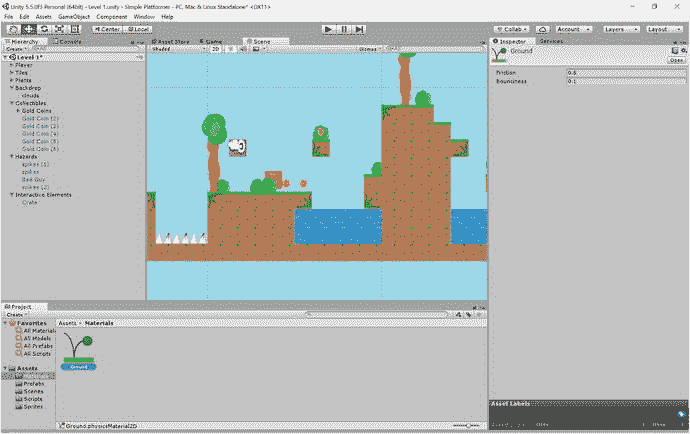 Unity 5.5.0f3 Personal (64bit) - Level 1.unity - Simple Platformer - PC, Mac & Linux Standalone* <DX11>
File Edit Assets GameObject Component Window Help
Center Local
Collab Account Layers Layout
Hierarchy Console
Create
Level 1*
Player
Tiles
Plants
Backdrop
clouds
Collectibles
Gold Coins
Gold Coin (2)
Gold Coin (4)
Gold Coin (5)
Gold Coin (6)
Hazards
spikes (1)
spikes
Bad Guy
spikes (2)
Interactive Elements
Crate
Asset Store Game Scene
Shaded 2D Gizmos
Inspector Services
Ground
Open
Friction 0.6
Bounciness 0.1
Project
Create
Favorites
All Materials
All Models
All Prefabs
All Scripts
Assets
Prefabs
Scenes
Scripts
Sprites
Assets Materials
Ground
Ground.physicsMaterial2D
Asset Labels